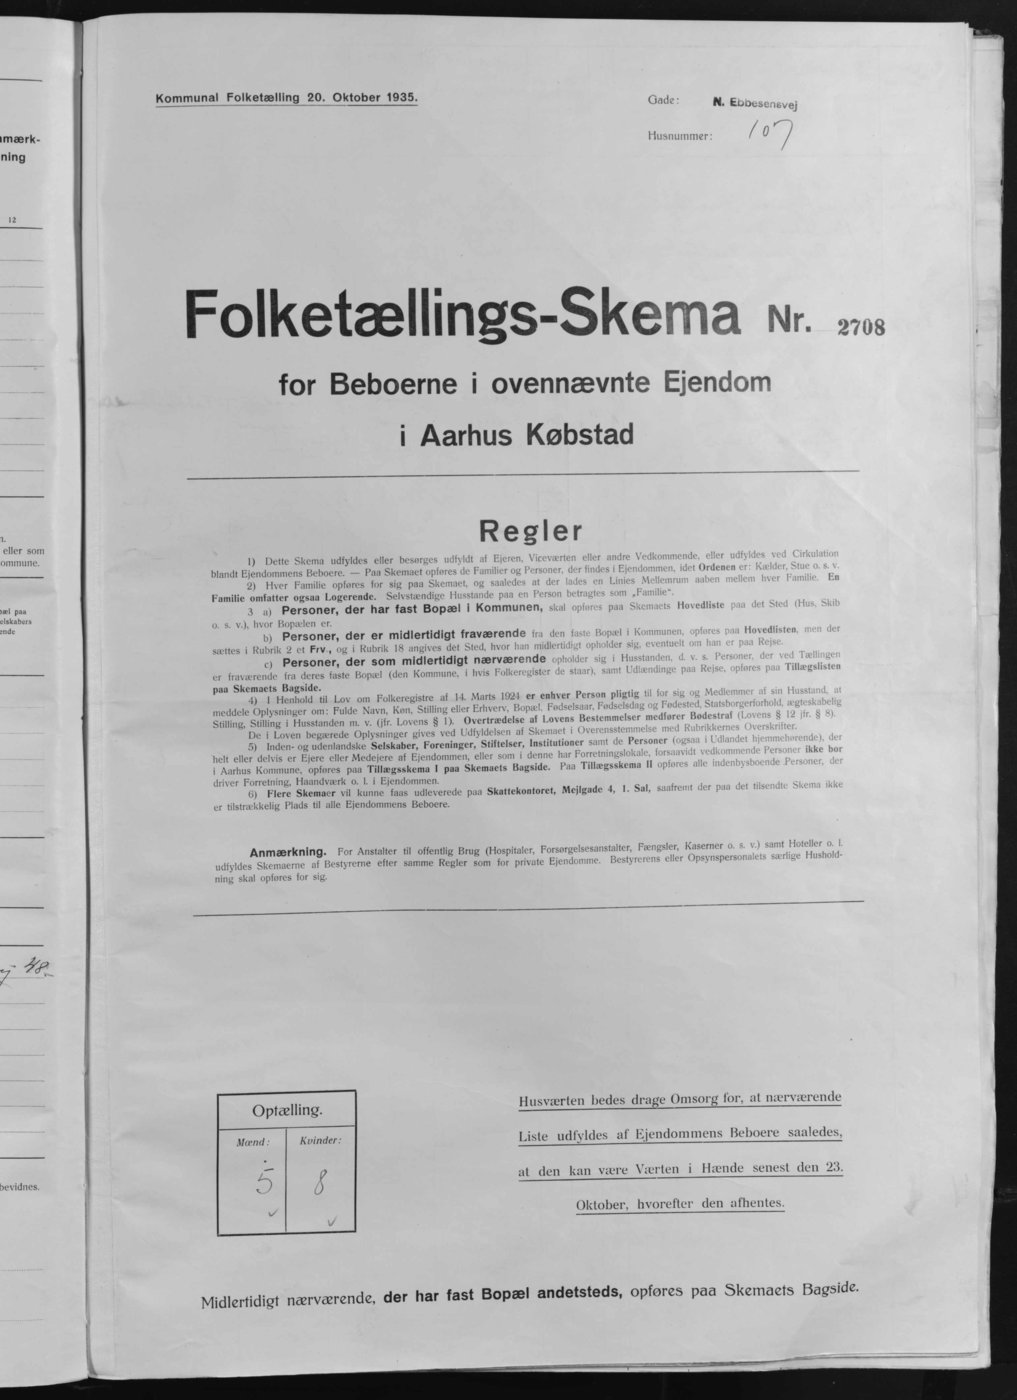 mærk-
ning
12
eller som
ommune.
pæl paa
elskabers
ende
48
bevidnes.
Kommunal Folketælling 20. Oktober 1935.
Gade: N. Ebbesensvej
Husnummer: 107
Folketællings-Skema Nr. 2708
for Beboerne i ovennævnte Ejendom
i Aarhus Købstad
Regler
1) Dette Skema udfyldes eller besørges udfyldt af Ejeren, Viceværten eller andre Vedkommende, eller udfyldes ved Cirkulation
blandt Ejendommens Beboere. — Paa Skemaet opføres de Familier og Personer, der findes i Ejendommen, idet Ordenen er: Kælder, Stue o. s. v.
2) Hver Familie opføres for sig paa Skemaet, og saaledes at der lades en Linies Mellemrum aaben mellem hver Familie. En
Familie omfatter ogsaa Logerende. Selvstændige Husstande paa en Person betragtes som „Familie“.
3 a) Personer, der har fast Bopæl i Kommunen, skal opføres paa Skemaets Hovedliste paa det Sted (Hus, Skib
o. s. v.), hvor Bopælen er.
b) Personer, der er midlertidigt fraværende fra den faste Bopæl i Kommunen, opføres paa Hovedlisten, men der
sættes i Rubrik 2 et Frv., og i Rubrik 18 angives det Sted, hvor han midlertidigt opholder sig, eventuelt om han er paa Rejse.
c) Personer, der som midlertidigt nærværende opholder sig i Husstanden, d. v. s. Personer, der ved Tællingen
er fraværende fra deres faste Bopæl (den Kommune, i hvis Folkeregister de staar), samt Udlændinge paa Rejse, opføres paa Tillægslisten
paa Skemaets Bagside.
4) I Henhold til Lov om Folkeregistre af 14. Marts 1924 er enhver Person pligtig til for sig og Medlemmer af sin Husstand, at
meddele Oplysninger om: Fulde Navn, Køn, Stilling eller Erhverv, Bopæl, Fødselsaar, Fødselsdag og Fødested, Statsborgerforhold, ægteskabelig
Stilling, Stilling i Husstanden m. v. (jfr. Lovens § 1). Overtrædelse af Lovens Bestemmelser medfører Bødestraf (Lovens § 12 jfr. § 8).
De i Loven begærede Oplysninger gives ved Udfyldelsen af Skemaet i Overensstemmelse med Rubrikkernes Overskrifter.
5) Inden- og udenlandske Selskaber, Foreninger, Stiftelser, Institutioner samt de Personer (ogsaa i Udlandet hjemmehørende), der
helt eller delvis er Ejere eller Medejere af Ejendommen, eller som i denne har Forretningslokale, forsaavidt vedkommende Personer ikke bor
i Aarhus Kommune, opføres paa Tillægsskema I paa Skemaets Bagside. Paa Tillægsskema II opføres alle indenbysboende Personer, der
driver Forretning, Haandværk o. l. i Ejendommen.
6) Flere Skemaer vil kunne faas udleverede paa Skattekontoret, Mejlgade 4, 1. Sal, saafremt der paa det tilsendte Skema ikke
er tilstrækkelig Plads til alle Ejendommens Beboere.
Anmærkning. For Anstalter til offentlig Brug (Hospitaler, Forsørgelsesanstalter, Fængsler, Kaserner o. s. v.) samt Hoteller o. l.
udfyldes Skemaerne af Bestyrerne efter samme Regler som for private Ejendomme. Bestyrerens eller Opsynspersonalets særlige Hushold-
ning skal opføres for sig.
Optælling.
Mænd: Kvinder:
5 8
Husværten bedes drage Omsorg for, at nærværende
Liste udfyldes af Ejendommens Beboere saaledes,
at den kan være Værten i Hænde senest den 23.
Oktober, hvorefter den afhentes.
Midlertidigt nærværende, der har fast Bopæl andetsteds, opføres paa Skemaets Bagside.